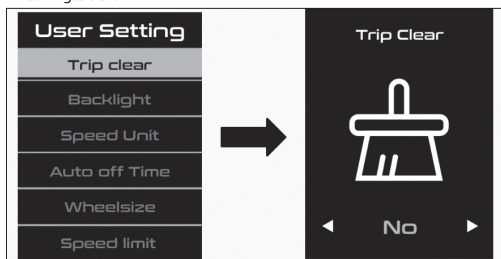 User Setting
Trip clear
Backlight
Speed Unit
Auto off Time
Wheelsize
Speed limit
Trip Clear
No